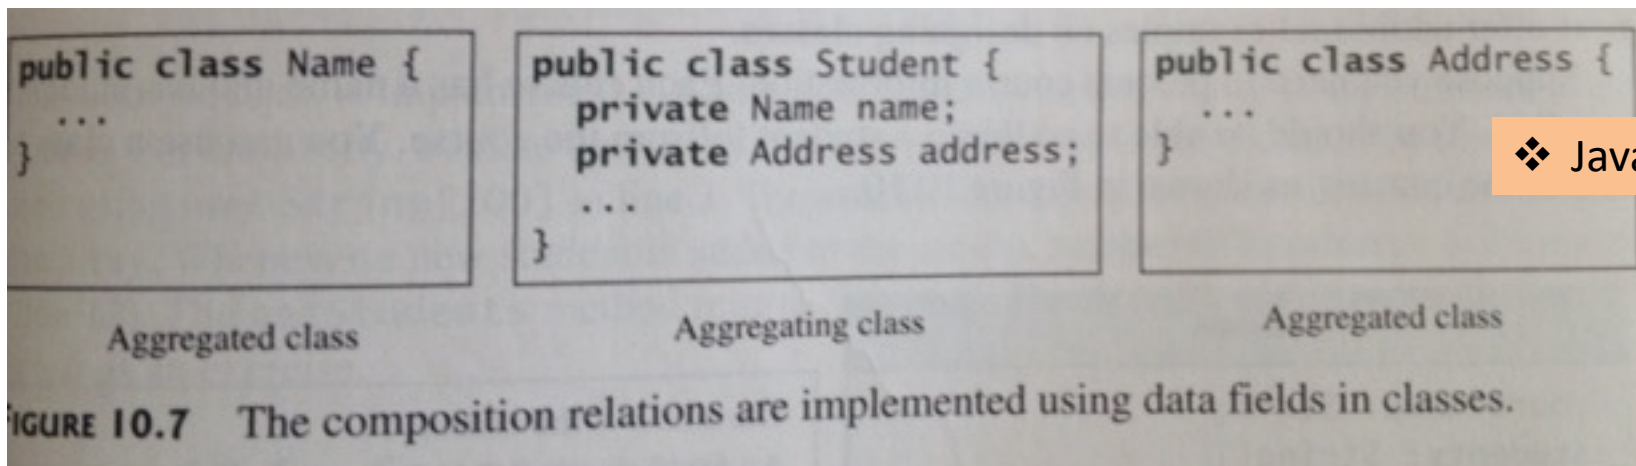 public class Name {
...
}
public class Student {
private Name name;
private Address address;
...
}
public class Address {
...
}
❖ Java
Aggregated class
Aggregating class
Aggregated class
IGURE 10.7 The composition relations are implemented using data fields in classes.